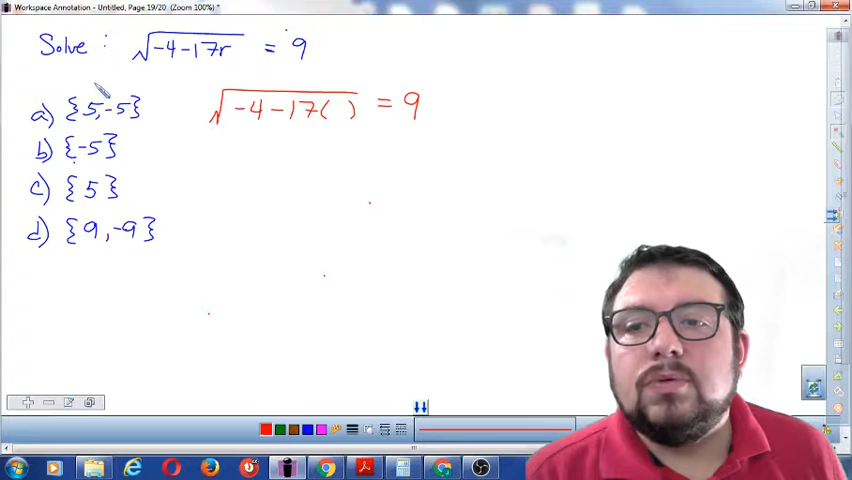 Workspace Annotation - Untitled, Page 19/20 (Zoom 100%) *
Solve : √-4-17r = 9
√-4-17( ) = 9
a) {5,-5}
b) {-5}
c) {5}
d) {9,-9}